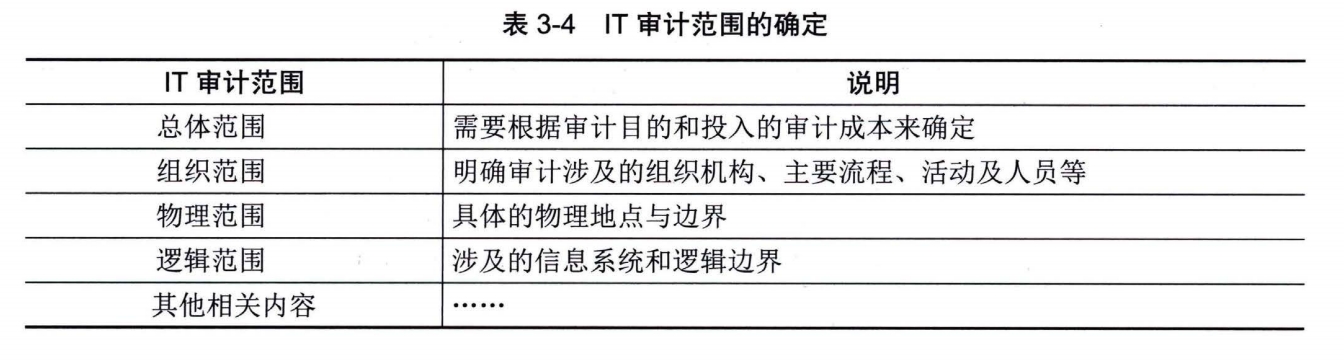 表 3-4 IT 审计范围的确定
IT 审计范围 说明
总体范围 需要根据审计目的和投入的审计成本来确定
组织范围 明确审计涉及的组织机构、主要流程、活动及人员等
物理范围 具体的物理地点与边界
逻辑范围 涉及的信息系统和逻辑边界
其他相关内容 ……